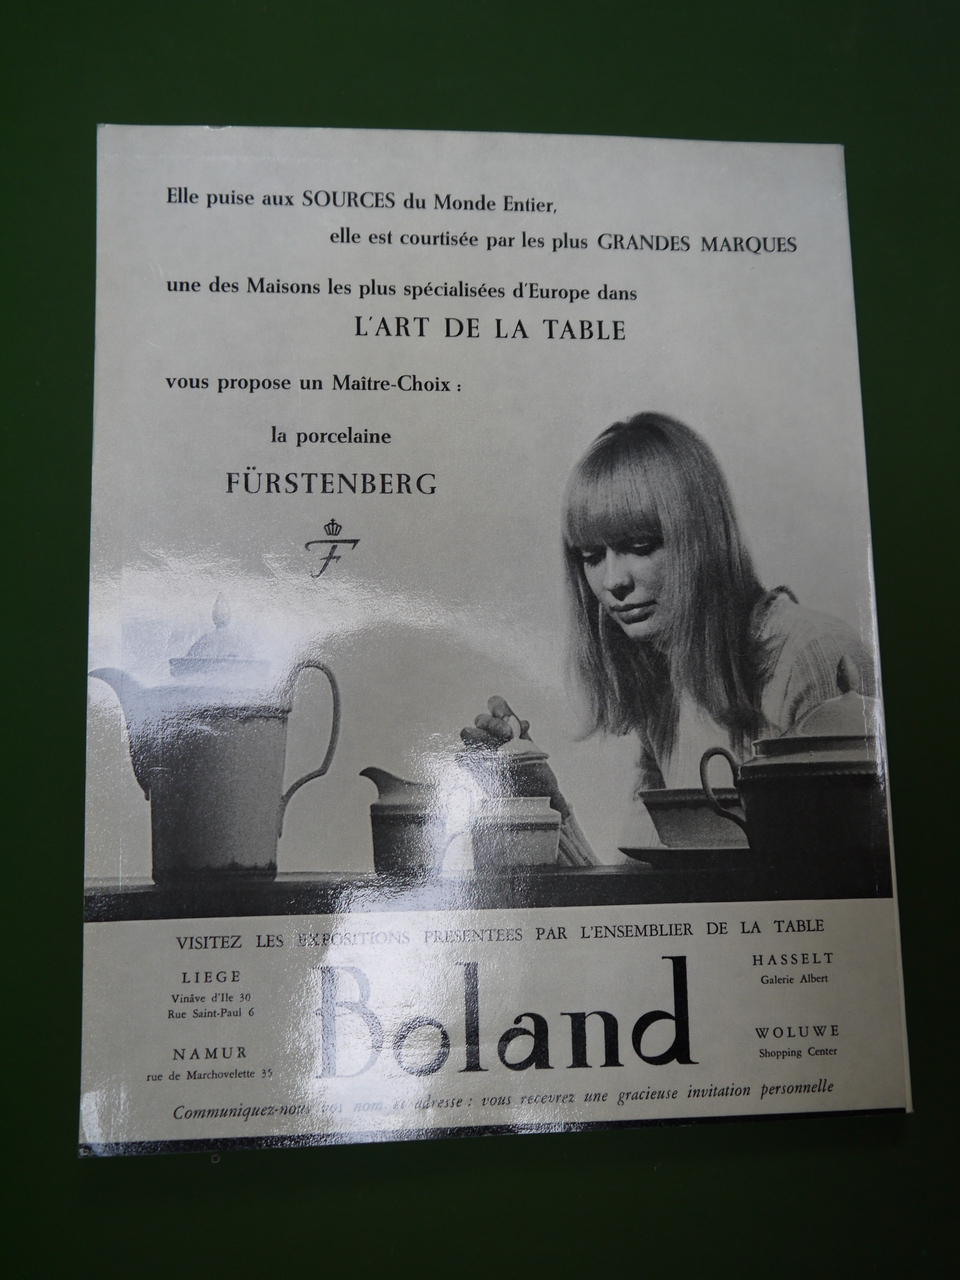 Elle puise aux SOURCES du Monde Entier,
elle est courtisée par les plus GRANDES MARQUES
une des Maisons les plus spécialisées d'Europe dans
L'ART DE LA TABLE
vous propose un Maître-Choix :
la porcelaine
FÜRSTENBERG
F
VISITEZ LES EXPOSITIONS PRESENTEES PAR L'ENSEMBLIER DE LA TABLE
LIEGE
Vinâve d'Ile 30
Rue Saint-Paul 6
NAMUR
rue de Marchovelette 35
Boland
HASSELT
Galerie Albert
WOLUWE
Shopping Center
Communiquez-nous vos nom et adresse : vous recevrez une gracieuse invitation personnelle